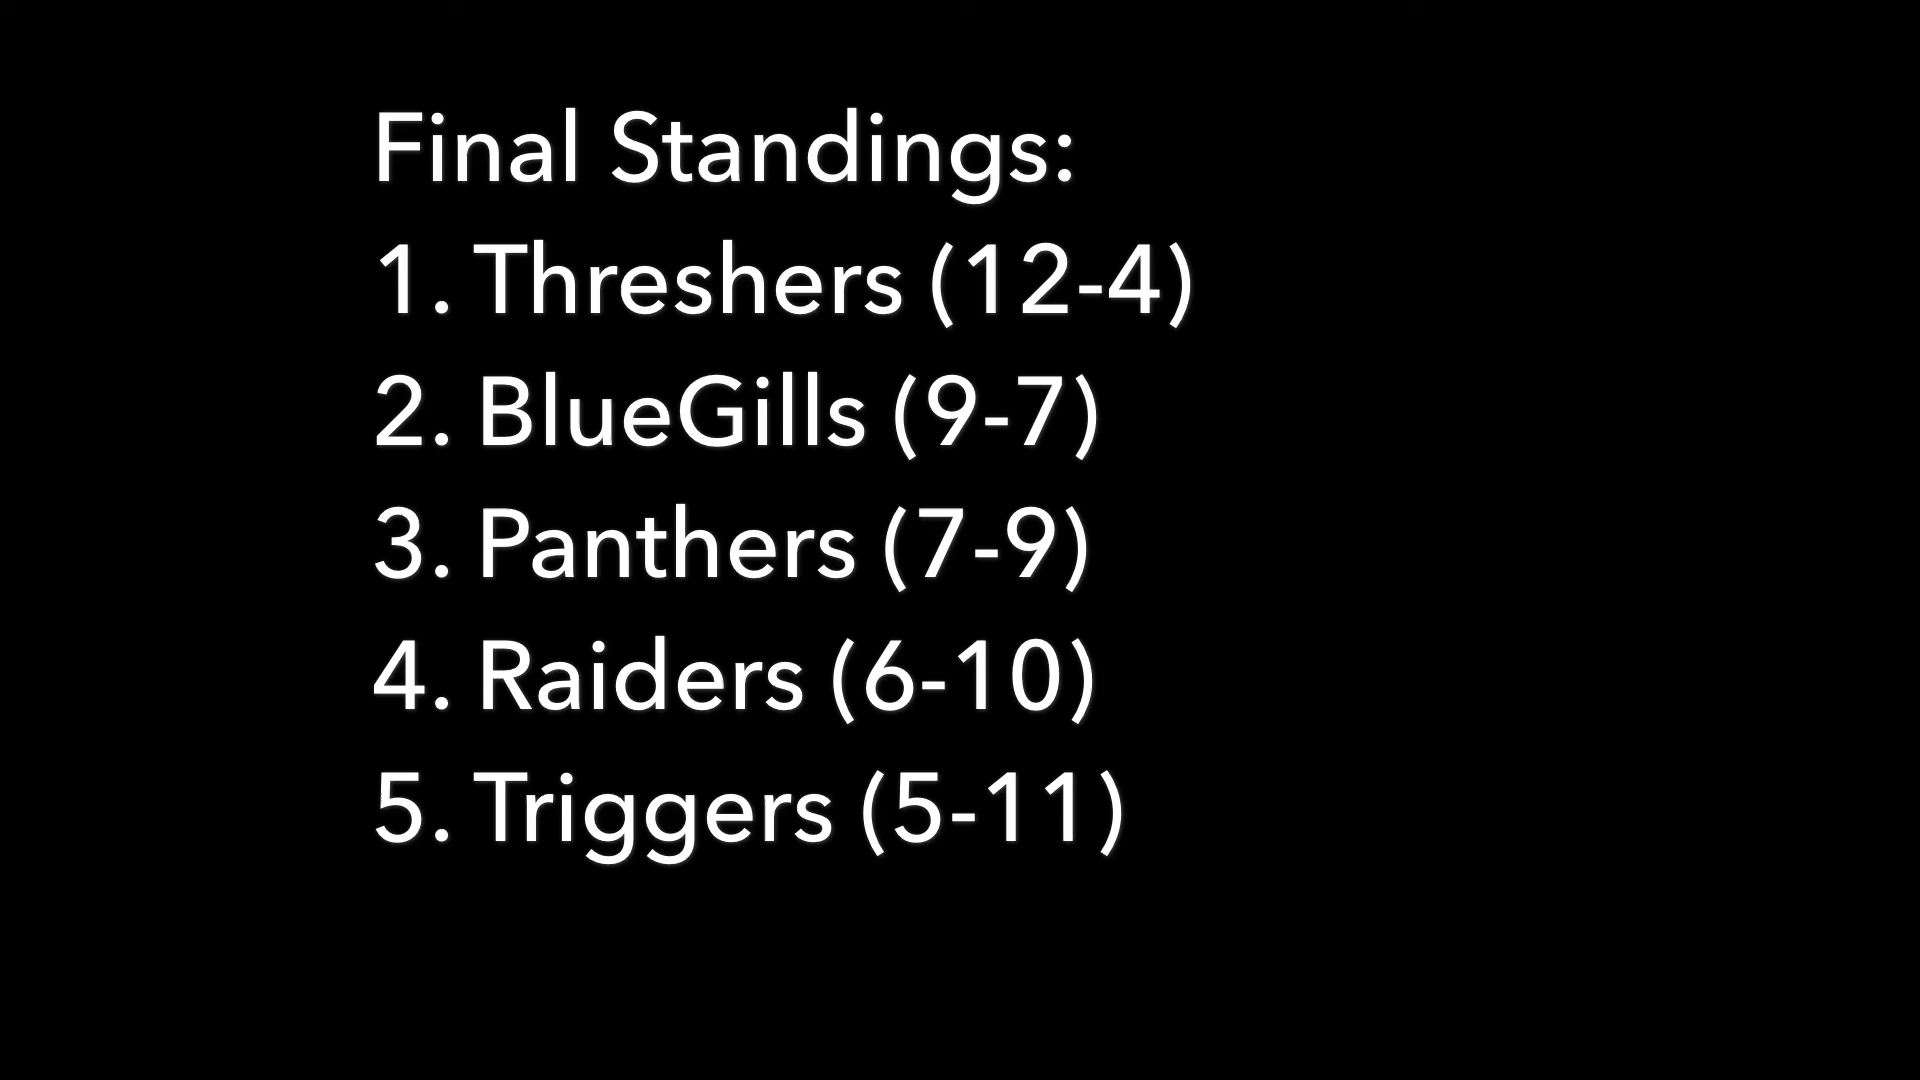 Final Standings:
1. Threshers (12-4)
2. BlueGills (9-7)
3. Panthers (7-9)
4. Raiders (6-10)
5. Triggers (5-11)